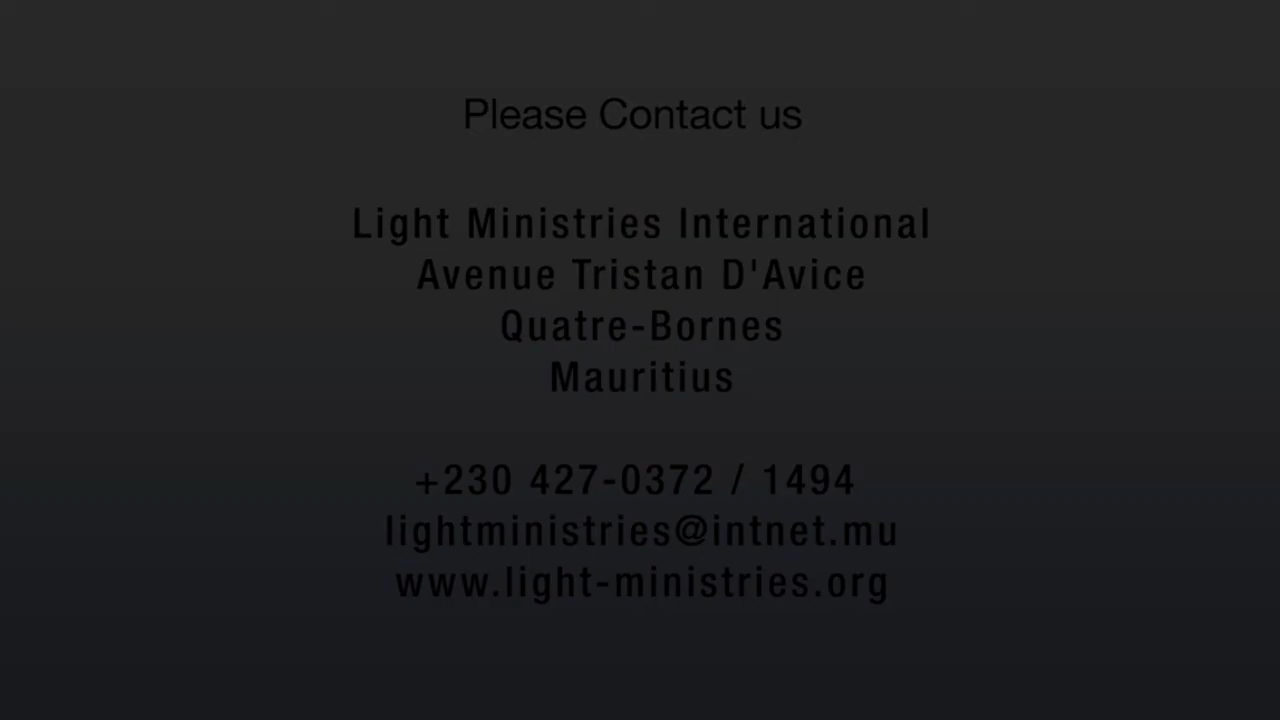 Please Contact us
Light Ministries International
Avenue Tristan D'Avice
Quatre-Bornes
Mauritius
+230 427-0372 / 1494
lightministries@intnet.mu
www.light-ministries.org